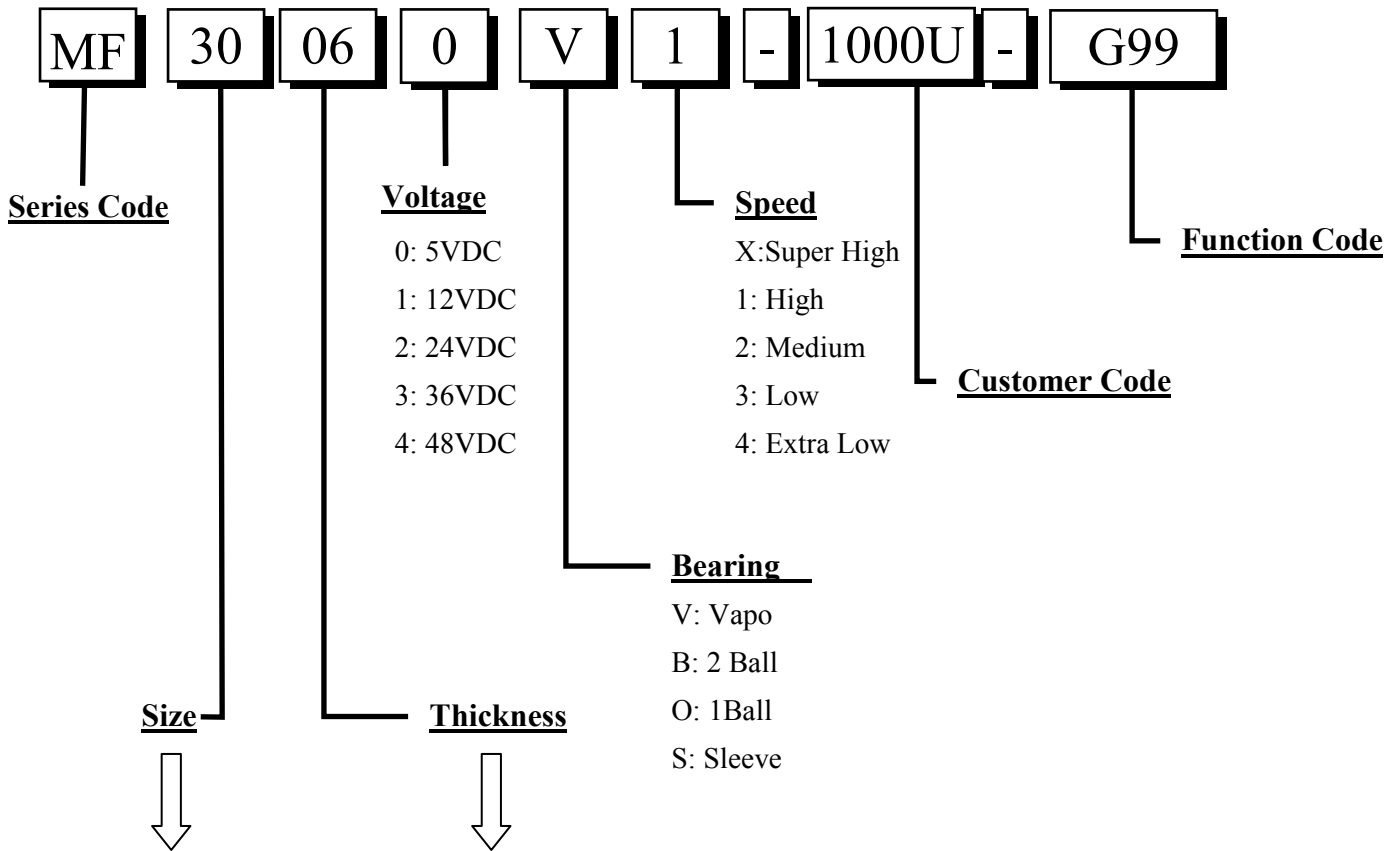 MF 30 06 0 V 1 - 1000U - G99
Series Code
Voltage
0: 5VDC
1: 12VDC
2: 24VDC
3: 36VDC
4: 48VDC
Speed
X:Super High
1: High
2: Medium
3: Low
4: Extra Low
Function Code
Customer Code
Bearing
V: Vapo
B: 2 Ball
O: 1Ball
S: Sleeve
Size
Thickness